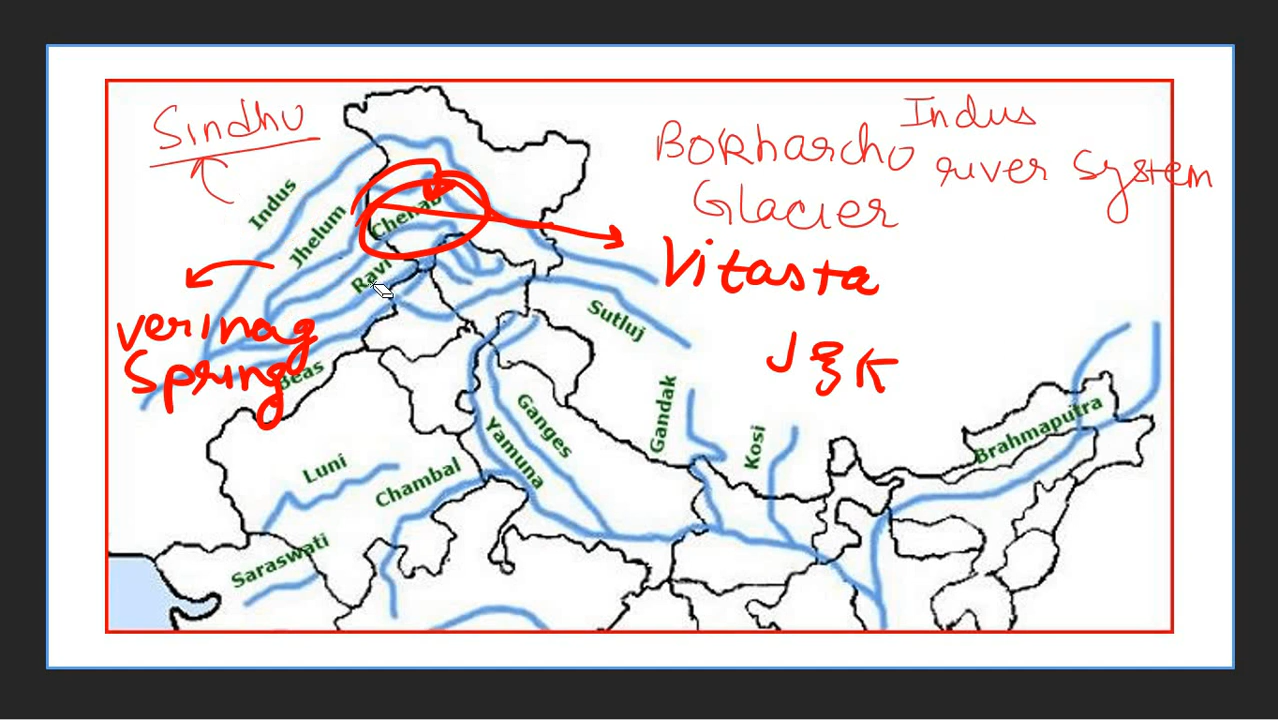 Sindhu
Indus
river System
Bokharcho
Glacier
Indus
Jhelum
Chenab
Ravi
Vitasta
Verinag
Spring
Beas
Sutluj
J & K
Gandak
Kosi
Ganges
Yamuna
Brahmaputra
Luni
Chambal
Saraswati